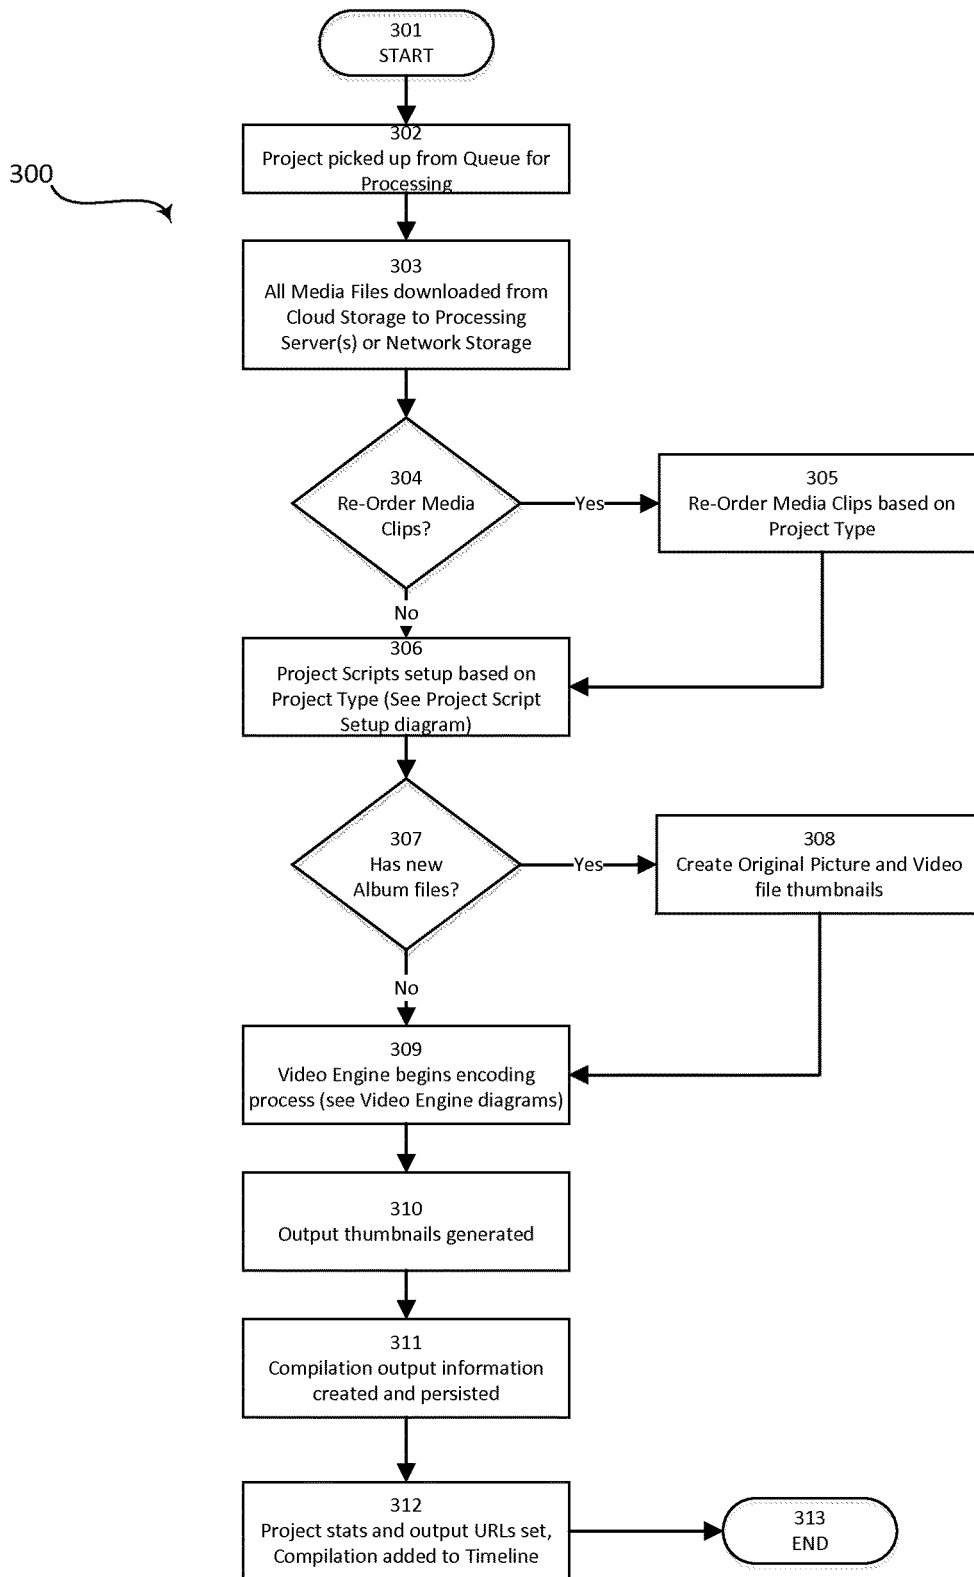 301
START
302
Project picked up from Queue for
Processing
300
303
All Media Files downloaded from
Cloud Storage to Processing
Server(s) or Network Storage
304
Re-Order Media
Clips?
Yes
305
Re-Order Media Clips based on
Project Type
No
306
Project Scripts setup based on
Project Type (See Project Script
Setup diagram)
307
Has new
Album files?
Yes
308
Create Original Picture and Video
file thumbnails
No
309
Video Engine begins encoding
process (see Video Engine diagrams)
310
Output thumbnails generated
311
Compilation output information
created and persisted
312
Project stats and output URLs set,
Compilation added to Timeline
313
END